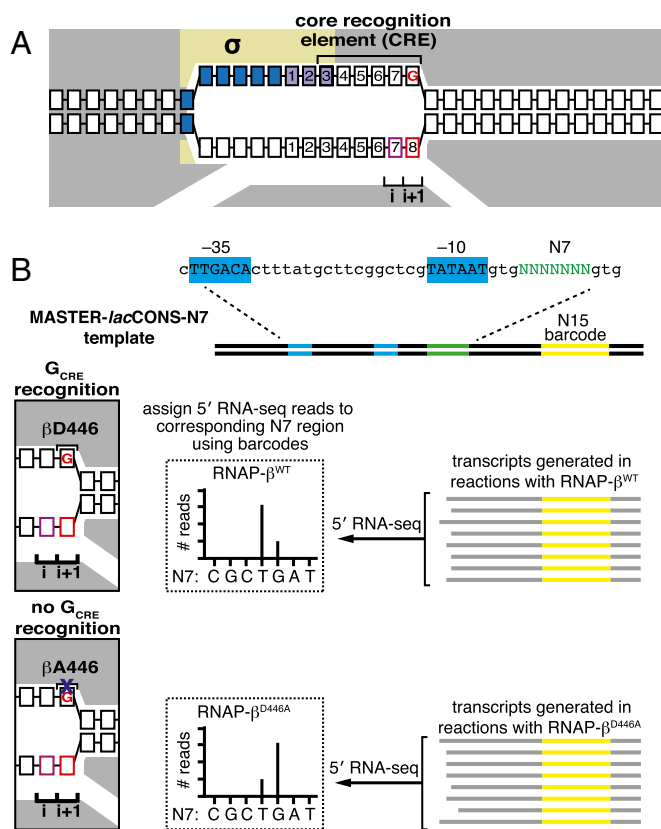 A
core recognition
element (CRE)
σ
1 2 3 4 5 6 7 G
1 2 3 4 5 6 7 8
i i+1
B
–35 –10 N7
cTTGACActttatgcttcggctcgTATAATgtgNNNNNNNgtg
MASTER-lacCONS-N7
template
N15
barcode
GCRE
recognition
βD446
G
i i+1
assign 5′ RNA-seq reads to
corresponding N7 region
using barcodes
RNAP-βWT
# reads
N7: C G C T G A T
5′ RNA-seq
transcripts generated in
reactions with RNAP-βWT
no GCRE
recognition
βA446
X
G
i i+1
RNAP-βD446A
# reads
N7: C G C T G A T
5′ RNA-seq
transcripts generated in
reactions with RNAP-βD446A